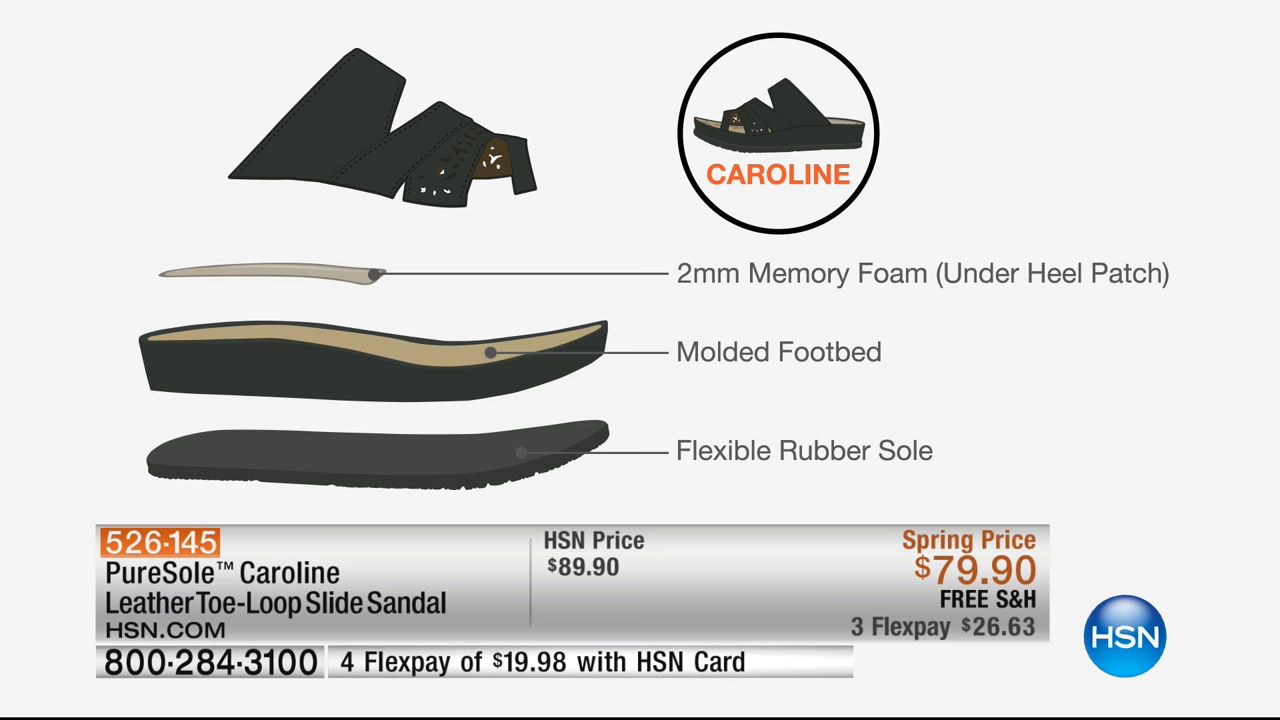 CAROLINE
2mm Memory Foam (Under Heel Patch)
Molded Footbed
Flexible Rubber Sole
526·145
PureSole™ Caroline
Leather Toe-Loop Slide Sandal
HSN.COM
HSN Price
$89.90
Spring Price
$79.90
FREE S&H
3 Flexpay $26.63
800·284·3100
4 Flexpay of $19.98 with HSN Card
HSN